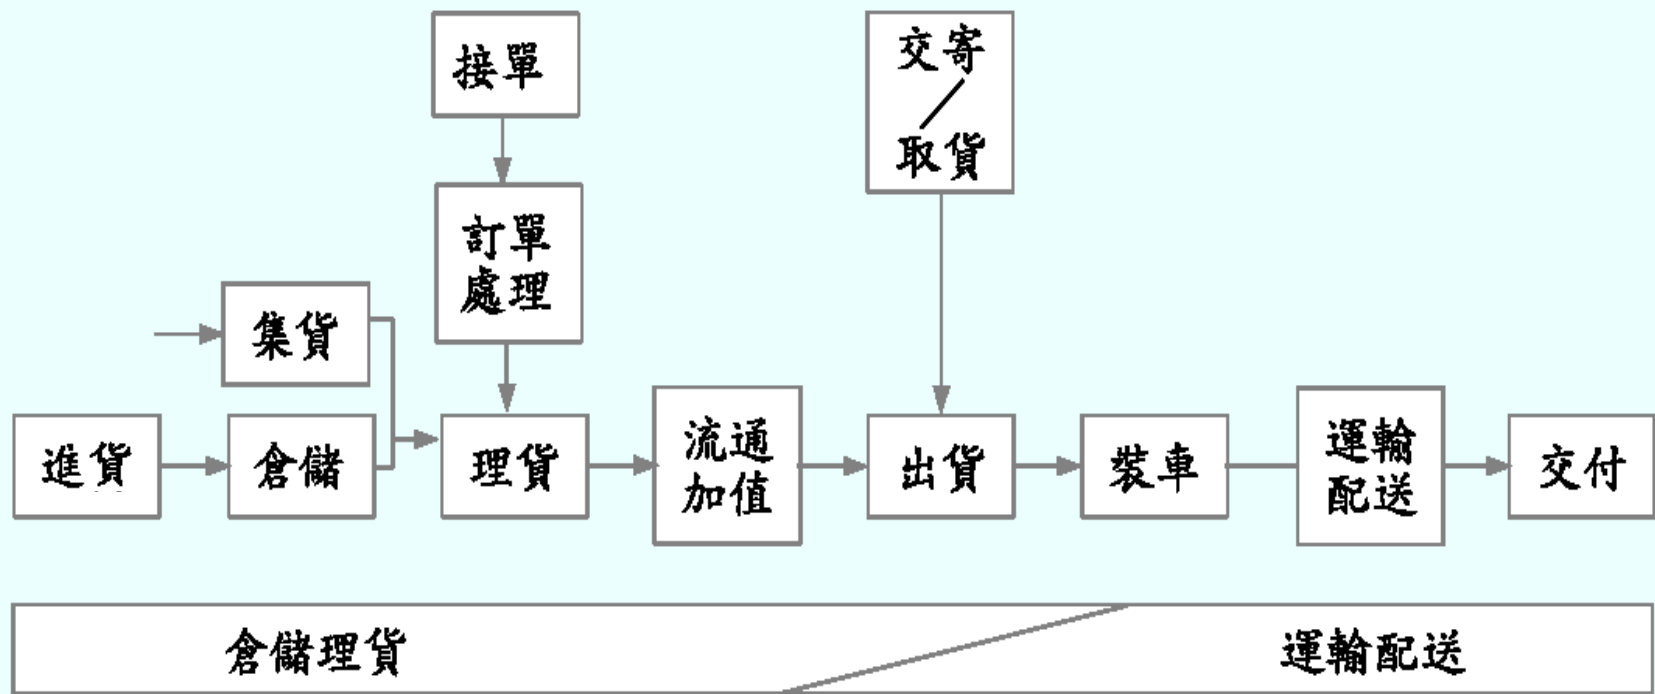 接單
交寄
／
取貨
訂單
處理
集貨
進貨
倉儲
理貨
流通
加值
出貨
裝車
運輸
配送
交付
倉儲理貨
運輸配送